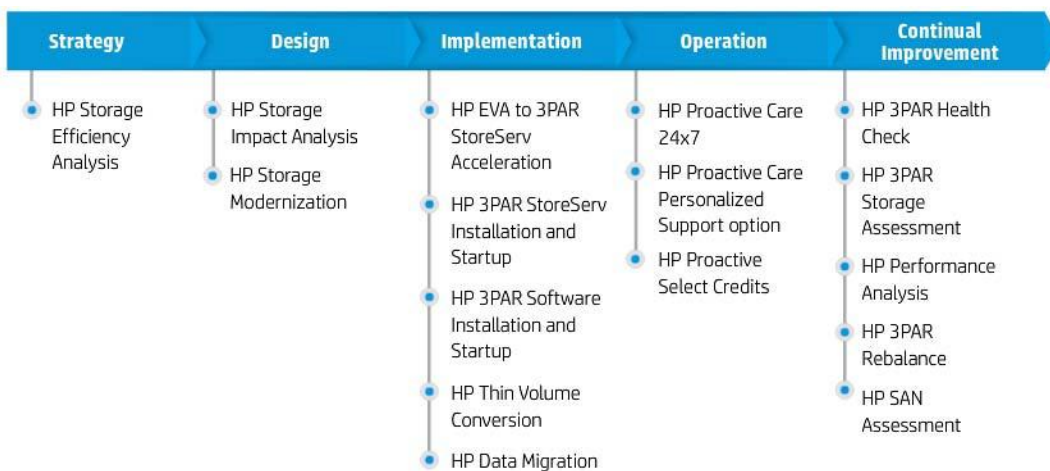 Strategy
Design
Implementation
Operation
Continual
Improvement
HP Storage
Efficiency
Analysis
HP Storage
Impact Analysis
HP Storage
Modernization
HP EVA to 3PAR
StoreServ
Acceleration
HP 3PAR StoreServ
Installation and
Startup
HP 3PAR Software
Installation and
Startup
HP Thin Volume
Conversion
HP Data Migration
HP Proactive Care
24x7
HP Proactive Care
Personalized
Support option
HP Proactive
Select Credits
HP 3PAR Health
Check
HP 3PAR
Storage
Assessment
HP Performance
Analysis
HP 3PAR
Rebalance
HP SAN
Assessment